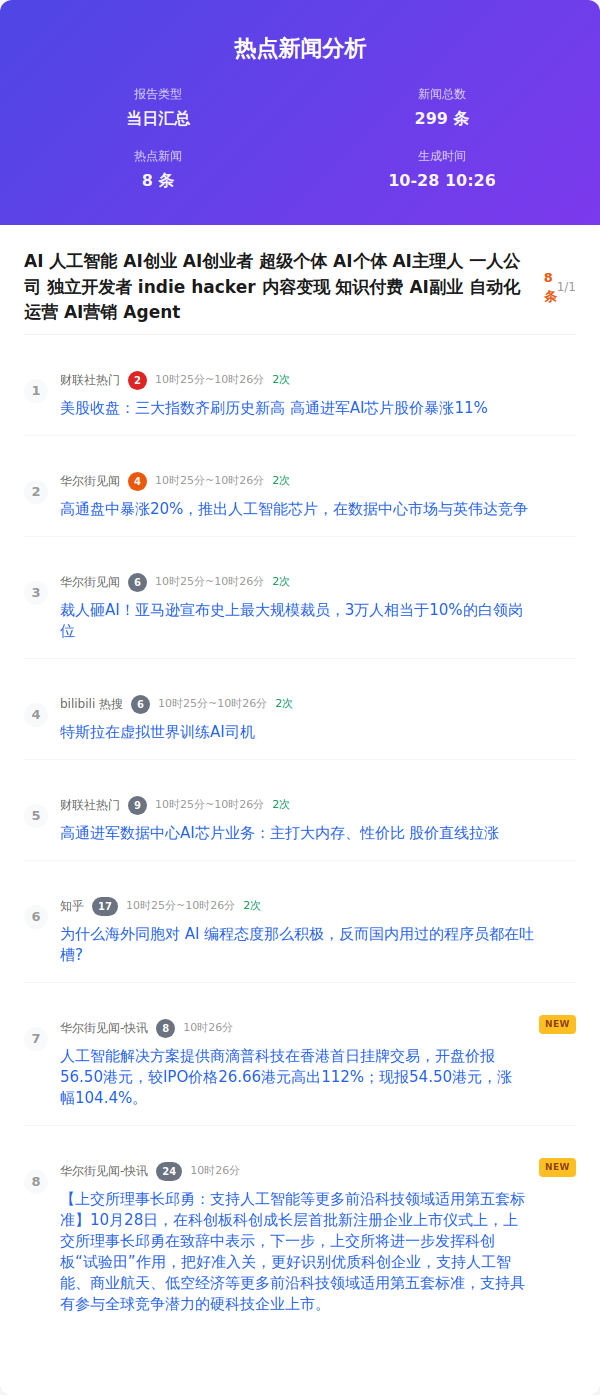 热点新闻分析
报告类型
新闻总数
当日汇总
299 条
热点新闻
生成时间
8 条
10-28 10:26
AI 人工智能 AI创业 AI创业者 超级个体 AI个体 AI主理人 一人公
司 独立开发者 indie hacker 内容变现 知识付费 AI副业 自动化
运营 AI营销 Agent
8
条
1/1
1
财联社热门 2 10时25分~10时26分 2次
美股收盘：三大指数齐刷历史新高 高通进军AI芯片股价暴涨11%
2
华尔街见闻 4 10时25分~10时26分 2次
高通盘中暴涨20%，推出人工智能芯片，在数据中心市场与英伟达竞争
3
华尔街见闻 6 10时25分~10时26分 2次
裁人砸AI！亚马逊宣布史上最大规模裁员，3万人相当于10%的白领岗
位
4
bilibili 热搜 6 10时25分~10时26分 2次
特斯拉在虚拟世界训练AI司机
5
财联社热门 9 10时25分~10时26分 2次
高通进军数据中心AI芯片业务：主打大内存、性价比 股价直线拉涨
6
知乎 17 10时25分~10时26分 2次
为什么海外同胞对 AI 编程态度那么积极，反而国内用过的程序员都在吐
槽?
7
华尔街见闻-快讯 8 10时26分
NEW
人工智能解决方案提供商滴普科技在香港首日挂牌交易，开盘价报
56.50港元，较IPO价格26.66港元高出112%；现报54.50港元，涨
幅104.4%。
8
华尔街见闻-快讯 24 10时26分
NEW
【上交所理事长邱勇：支持人工智能等更多前沿科技领域适用第五套标
准】10月28日，在科创板科创成长层首批新注册企业上市仪式上，上
交所理事长邱勇在致辞中表示，下一步，上交所将进一步发挥科创
板“试验田”作用，把好准入关，更好识别优质科创企业，支持人工智
能、商业航天、低空经济等更多前沿科技领域适用第五套标准，支持具
有参与全球竞争潜力的硬科技企业上市。